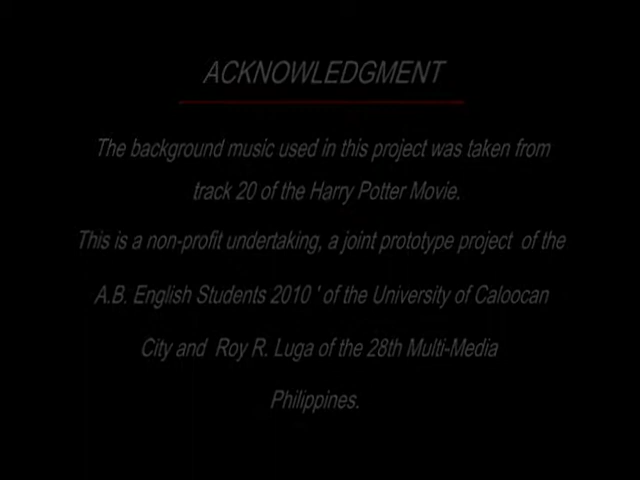 ACKNOWLEDGMENT
The background music used in this project was taken from
track 20 of the Harry Potter Movie.
This is a non-profit undertaking, a joint prototype project of the
A.B. English Students 2010 ' of the University of Caloocan
City and Roy R. Luga of the 28th Multi-Media
Philippines.